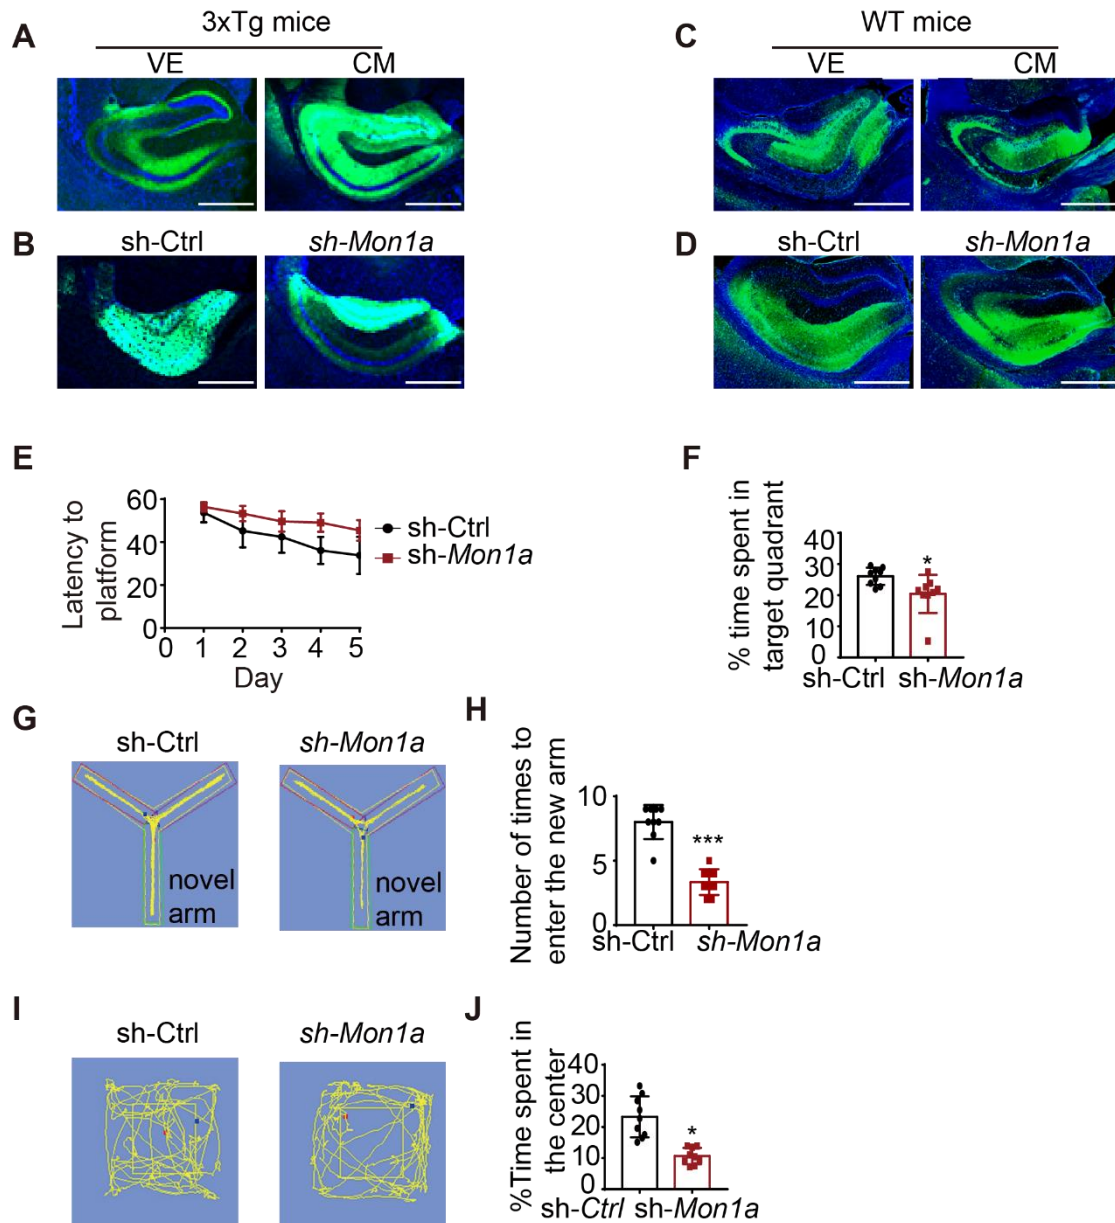 A
3xTg mice
VE
CM
B
sh-Ctrl
sh-Mon1a
C
WT mice
VE
CM
D
sh-Ctrl
sh-Mon1a
E
Latency to
platform
60
40
20
0
0 1 2 3 4 5
Day
sh-Ctrl
sh-Mon1a
F
% time spent in
target quadrant
40
30
20
10
0
*
sh-Ctrl sh-Mon1a
G
sh-Ctrl
novel
arm
sh-Mon1a
novel
arm
H
Number of times to
enter the new arm
10
5
0
***
sh-Ctrl sh-Mon1a
I
sh-Ctrl
sh-Mon1a
J
%Time spent in
the center
40
30
20
10
0
*
sh-Ctrl sh-Mon1a